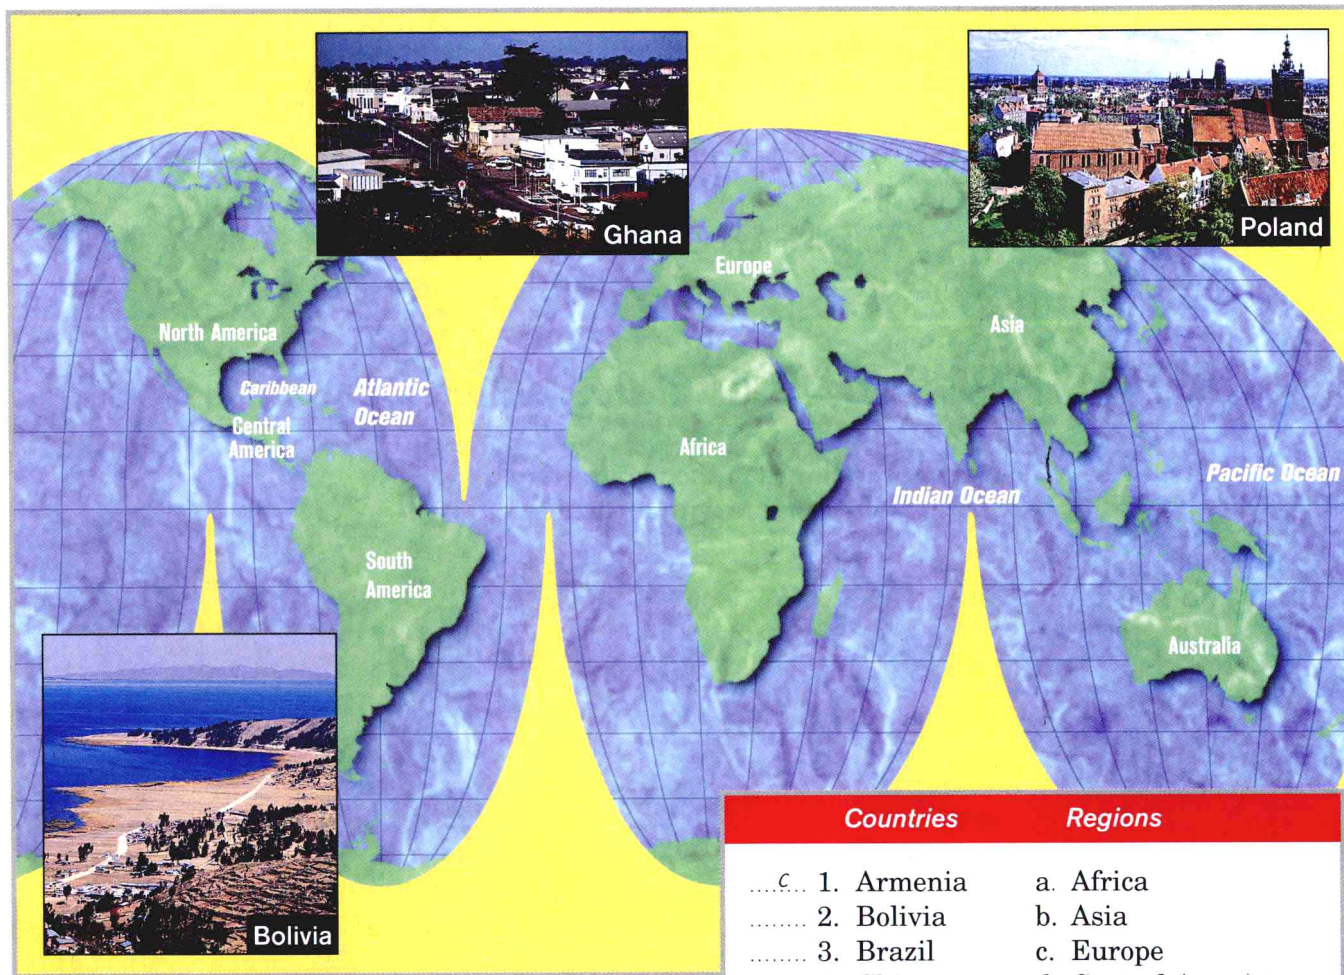 Ghana
Poland
Europe
North America
Asia
Caribbean
Atlantic
Ocean
Central
America
Africa
Pacific Ocean
Indian Ocean
South
America
Australia
Bolivia
Countries Regions
c 1. Armenia a. Africa
2. Bolivia b. Asia
3. Brazil c. Europe